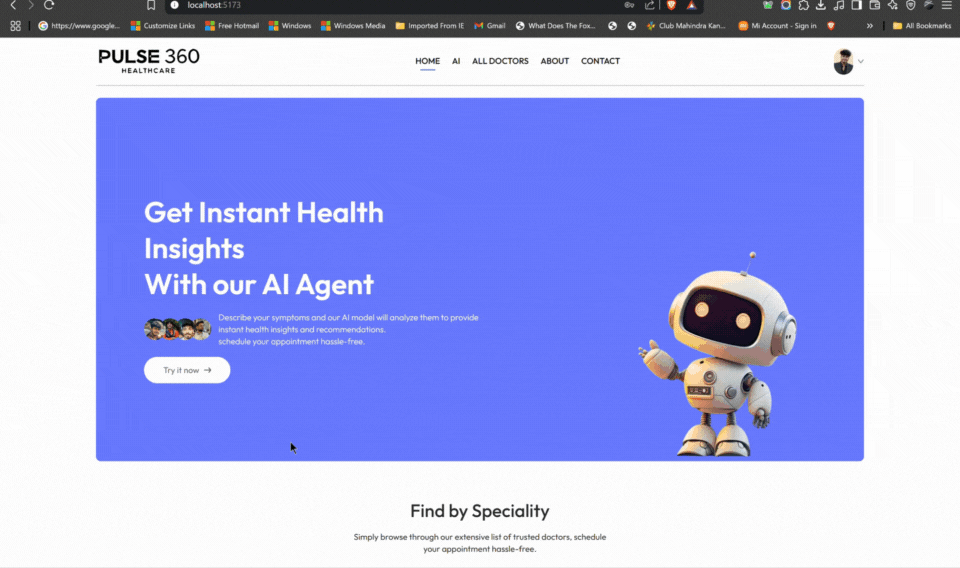 localhost:5173
https://www.google... Customize Links Free Hotmail Windows Windows Media Imported From IE Gmail What Does The Fox... Club Mahindra Kan... Mi Account - Sign in » All Bookmarks
PULSE 360
HEALTHCARE
HOME AI ALL DOCTORS ABOUT CONTACT
Get Instant Health
Insights
With our AI Agent
Describe your symptoms and our AI model will analyze them to provide
instant health insights and recommendations.
schedule your appointment hassle-free.
Try it now →
Find by Speciality
Simply browse through our extensive list of trusted doctors, schedule
your appointment hassle-free.